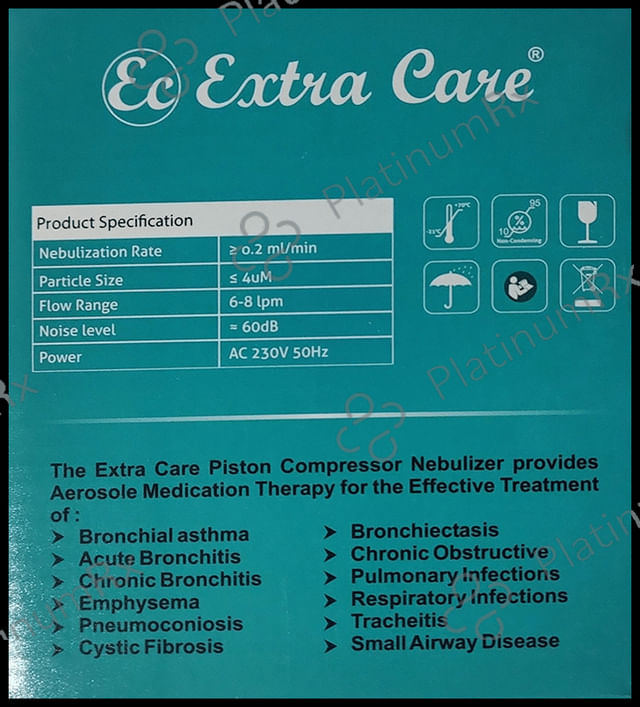 Ec Extra Care®
Product Specification
Nebulization Rate ≥ 0.2 ml/min
Particle Size ≤ 4uM
Flow Range 6-8 lpm
Noise level ≈ 60dB
Power AC 230V 50Hz
+70°C
95
10
Non-Condensing
The Extra Care Piston Compressor Nebulizer provides
Aerosole Medication Therapy for the Effective Treatment
of :
➤ Bronchial asthma
➤ Acute Bronchitis
➤ Chronic Bronchitis
➤ Emphysema
➤ Pneumoconiosis
➤ Cystic Fibrosis
➤ Bronchiectasis
➤ Chronic Obstructive
➤ Pulmonary Infections
➤ Respiratory Infections
➤ Tracheitis
➤ Small Airway Disease
PlatinumRx
PlatinumRx